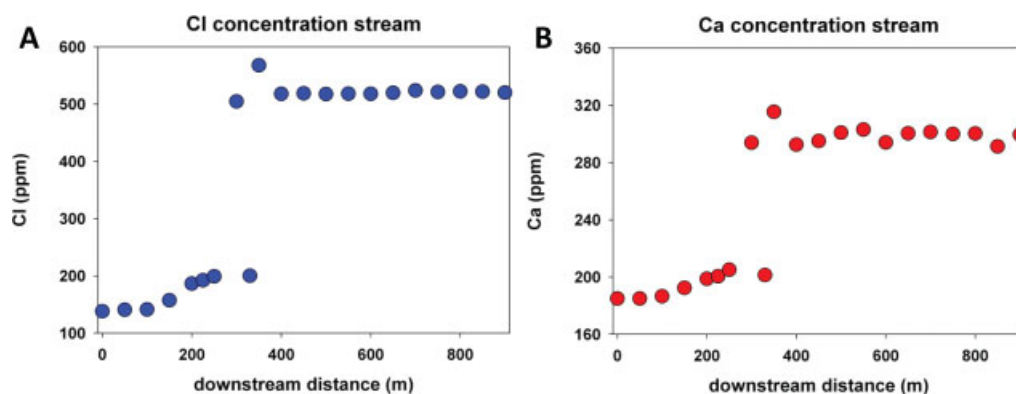 A
Cl concentration stream
600
500
400
300
200
100
Cl (ppm)
0 200 400 600 800
downstream distance (m)
B
Ca concentration stream
360
320
280
240
200
160
Ca (ppm)
0 200 400 600 800
downstream distance (m)